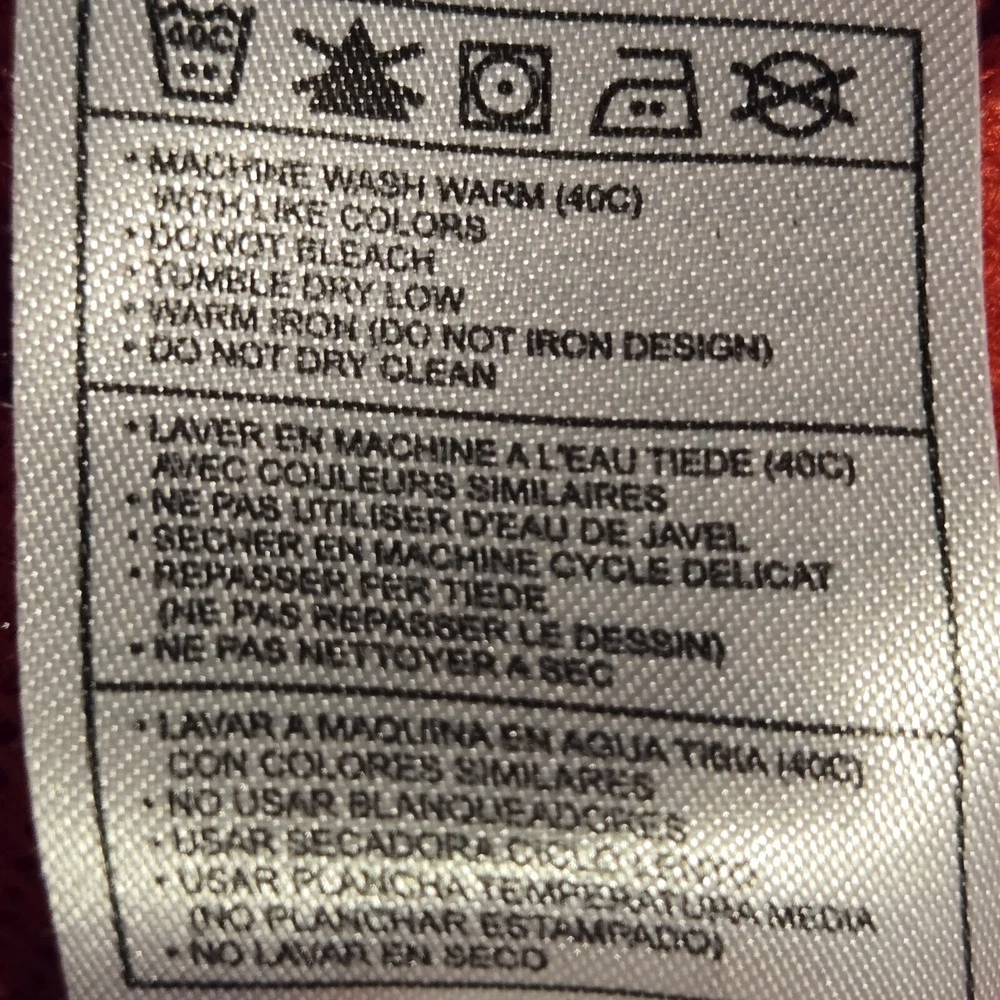 40C
• MACHINE WASH WARM (40C)
WITH LIKE COLORS
• DO NOT BLEACH
• TUMBLE DRY LOW
• WARM IRON (DO NOT IRON DESIGN)
• DO NOT DRY CLEAN
• LAVER EN MACHINE A L'EAU TIEDE (40C)
AVEC COULEURS SIMILAIRES
• NE PAS UTILISER D'EAU DE JAVEL
• SECHER EN MACHINE CYCLE DELICAT
• REPASSER FER TIEDE
(NE PAS REPASSER LE DESSIN)
• NE PAS NETTOYER A SEC
• LAVAR A MAQUINA EN AGUA TIBIA (40C)
CON COLORES SIMILARES
• NO USAR BLANQUEADORES
• USAR SECADORA CICLO LENTO
• USAR PLANCHA TEMPERATURA MEDIA
(NO PLANCHAR ESTAMPADO)
• NO LAVAR EN SECO